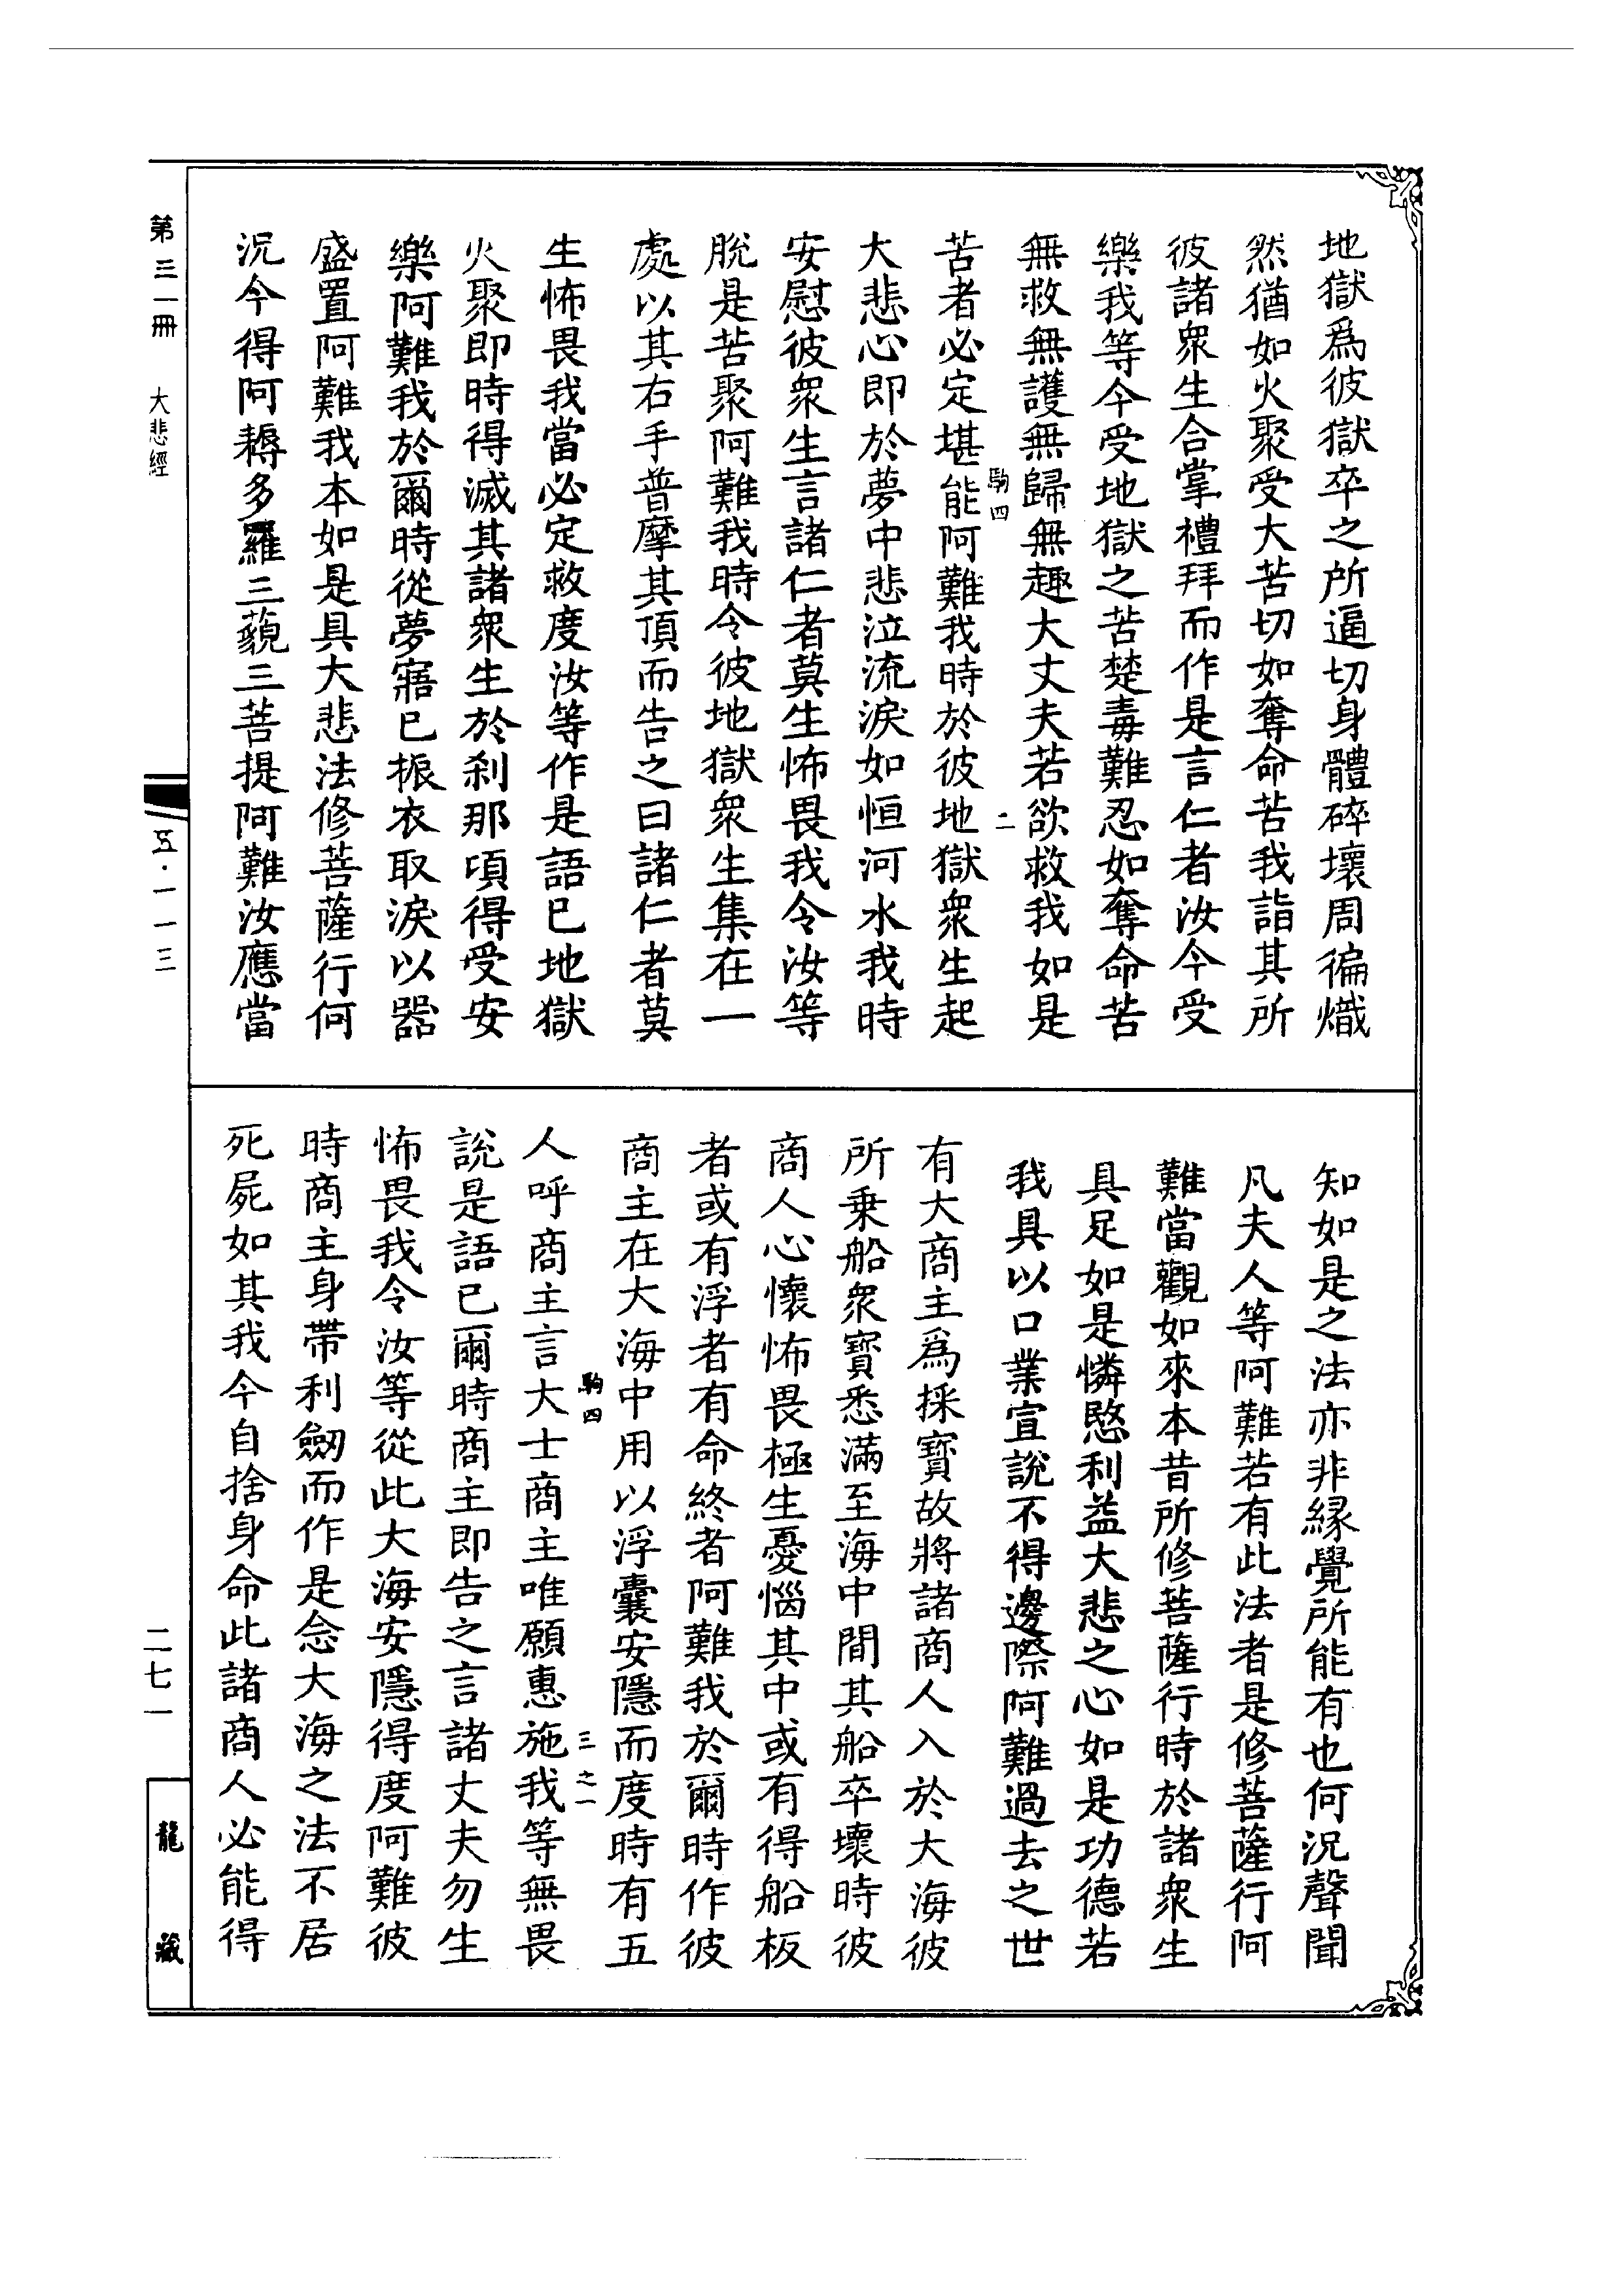 地獄爲彼獄卒之所逼切身體碎壞周徧熾
然猶如火聚受大苦切如奪命苦我詣其所
彼諸衆生合掌禮拜而作是言仁者汝今受
樂我等今受地獄之苦楚毒難忍如奪命苦
無救無護無歸無趣大丈夫若欲救我如是
駒四 二
苦者必定堪能阿難我時於彼地獄衆生起
大悲心即於夢中悲泣流淚如恒河水我時
安慰彼衆生言諸仁者莫生怖畏我令汝等
脫是苦聚阿難我時令彼地獄衆生集在一
處以其右手普摩其頂而告之曰諸仁者莫
生怖畏我當必定救度汝等作是語已地獄
火聚即時得滅其諸衆生於刹那頃得受安
樂阿難我於爾時從夢寤已振衣取淚以器
盛置阿難我本如是具大悲法修菩薩行何
況今得阿耨多羅三藐三菩提阿難汝應當
知如是之法亦非緣覺所能有也何況聲聞
凡夫人等阿難若有此法者是修菩薩行阿
難當觀如來本昔所修菩薩行時於諸衆生
具足如是憐愍利益大悲之心如是功德若
我具以口業宣說不得邊際阿難過去之世
有大商主爲採寶故將諸商人入於大海彼
所乗船衆寶悉滿至海中間其船卒壞時彼
商人心懷怖畏極生憂惱其中或有得船板
者或有浮者有命終者阿難我於爾時作彼
商主在大海中用以浮囊安隱而度時有五
駒四 三之一
人呼商主言大士商主唯願惠施我等無畏
說是語已爾時商主即告之言諸丈夫勿生
怖畏我令汝等從此大海安隱得度阿難彼
時商主身帶利劒而作是念大海之法不居
死屍如其我今自捨身命此諸商人必能得
第三一冊 大悲經
五·一一三
二七一
龍藏